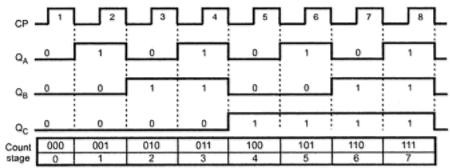 CP 1 2 3 4 5 6 7 8
QA 0 1 0 1 0 1 0 1
QB 0 0 1 1 0 0 1 1
QC 0 0 0 0 1 1 1 1
Count stage 000 001 010 011 100 101 110 111
0 1 2 3 4 5 6 7